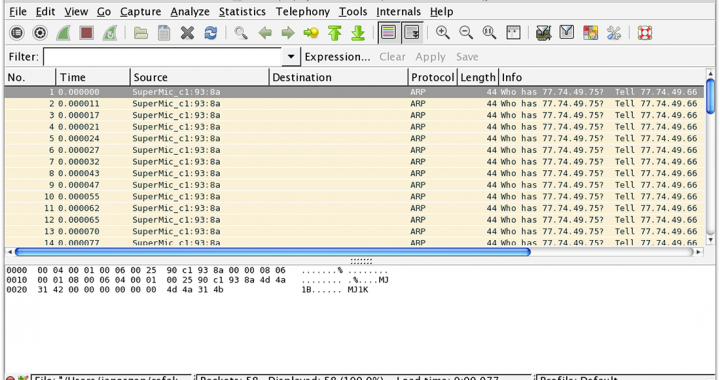 File Edit View Go Capture Analyze Statistics Telephony Tools Internals Help
Filter: Expression... Clear Apply Save
No. Time Source Destination Protocol Length Info
1 0.000000 SuperMic_c1:93:8a ARP 44 Who has 77.74.49.75? Tell 77.74.49.66
2 0.000011 SuperMic_c1:93:8a ARP 44 Who has 77.74.49.75? Tell 77.74.49.66
3 0.000017 SuperMic_c1:93:8a ARP 44 Who has 77.74.49.75? Tell 77.74.49.66
4 0.000021 SuperMic_c1:93:8a ARP 44 Who has 77.74.49.75? Tell 77.74.49.66
5 0.000024 SuperMic_c1:93:8a ARP 44 Who has 77.74.49.75? Tell 77.74.49.66
6 0.000027 SuperMic_c1:93:8a ARP 44 Who has 77.74.49.75? Tell 77.74.49.66
7 0.000032 SuperMic_c1:93:8a ARP 44 Who has 77.74.49.75? Tell 77.74.49.66
8 0.000043 SuperMic_c1:93:8a ARP 44 Who has 77.74.49.75? Tell 77.74.49.66
9 0.000047 SuperMic_c1:93:8a ARP 44 Who has 77.74.49.75? Tell 77.74.49.66
10 0.000055 SuperMic_c1:93:8a ARP 44 Who has 77.74.49.75? Tell 77.74.49.66
11 0.000062 SuperMic_c1:93:8a ARP 44 Who has 77.74.49.75? Tell 77.74.49.66
12 0.000065 SuperMic_c1:93:8a ARP 44 Who has 77.74.49.75? Tell 77.74.49.66
13 0.000070 SuperMic_c1:93:8a ARP 44 Who has 77.74.49.75? Tell 77.74.49.66
14 0.000077 SuperMic_c1:93:8a ARP 44 Who has 77.74.49.75? Tell 77.74.49.66
0000 00 04 00 01 00 06 00 25 90 c1 93 8a 00 00 08 06 .......% ........
0010 00 01 08 00 06 04 00 01 00 25 90 c1 93 8a 4d 4a ........ .%....MJ
0020 31 42 00 00 00 00 00 00 4d 4a 31 4b 1B...... MJ1K
File: "/Users/ Packets: 58 Displayed: 58 (100.0%) Load time: 0:00.077 Profile: Default